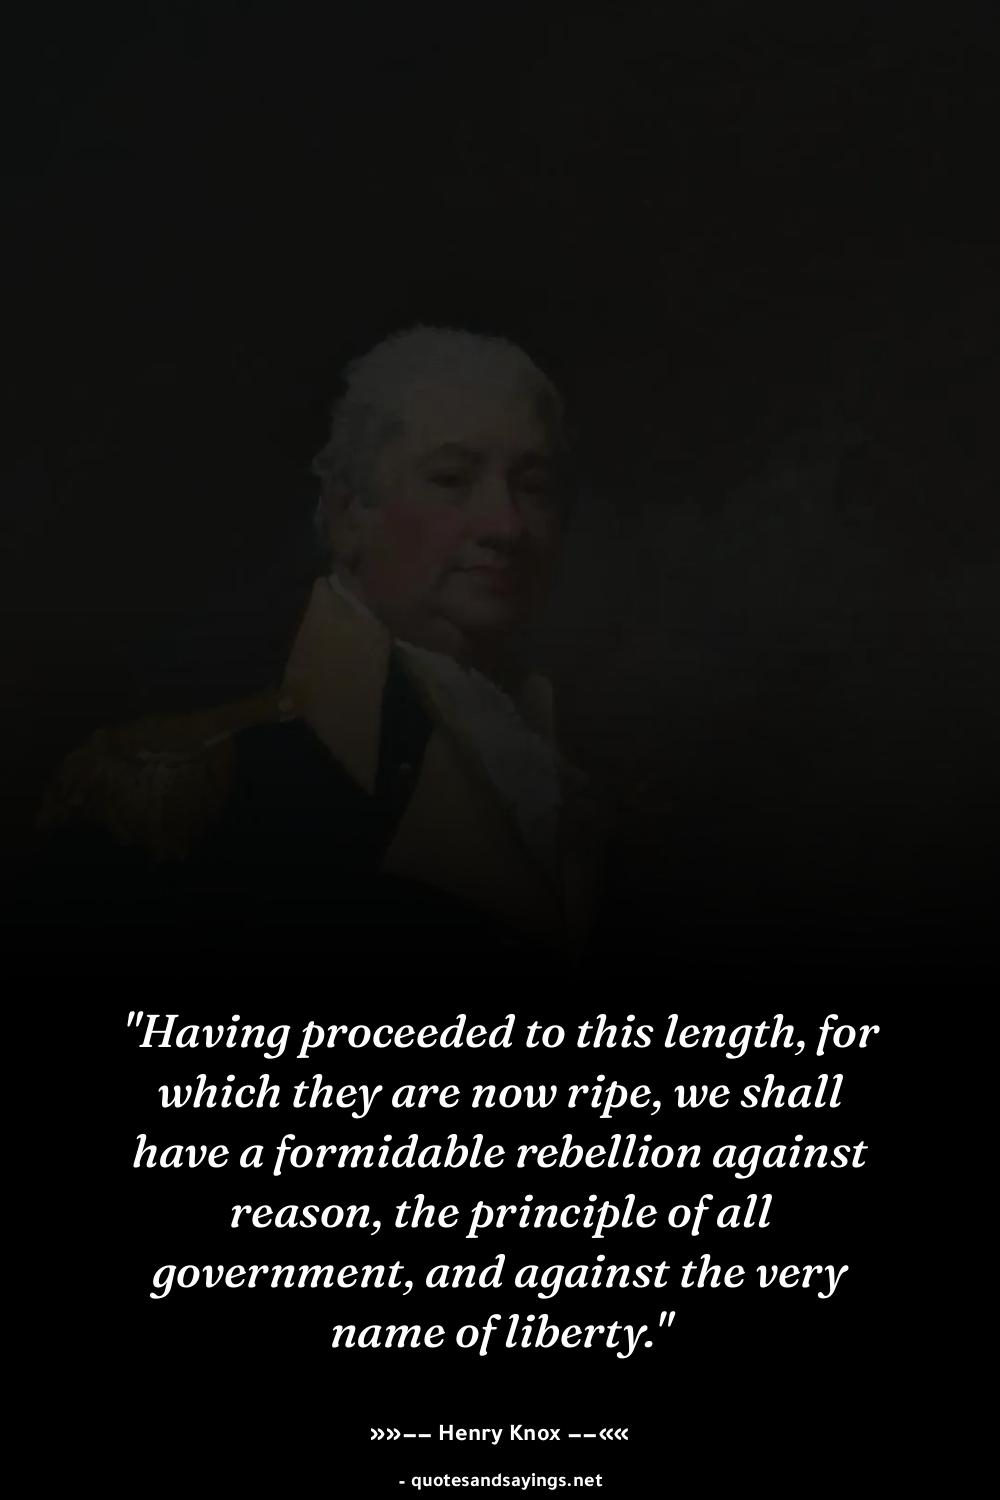 "Having proceeded to this length, for
which they are now ripe, we shall
have a formidable rebellion against
reason, the principle of all
government, and against the very
name of liberty."
»»−− Henry Knox −−««
- quotesandsayings.net